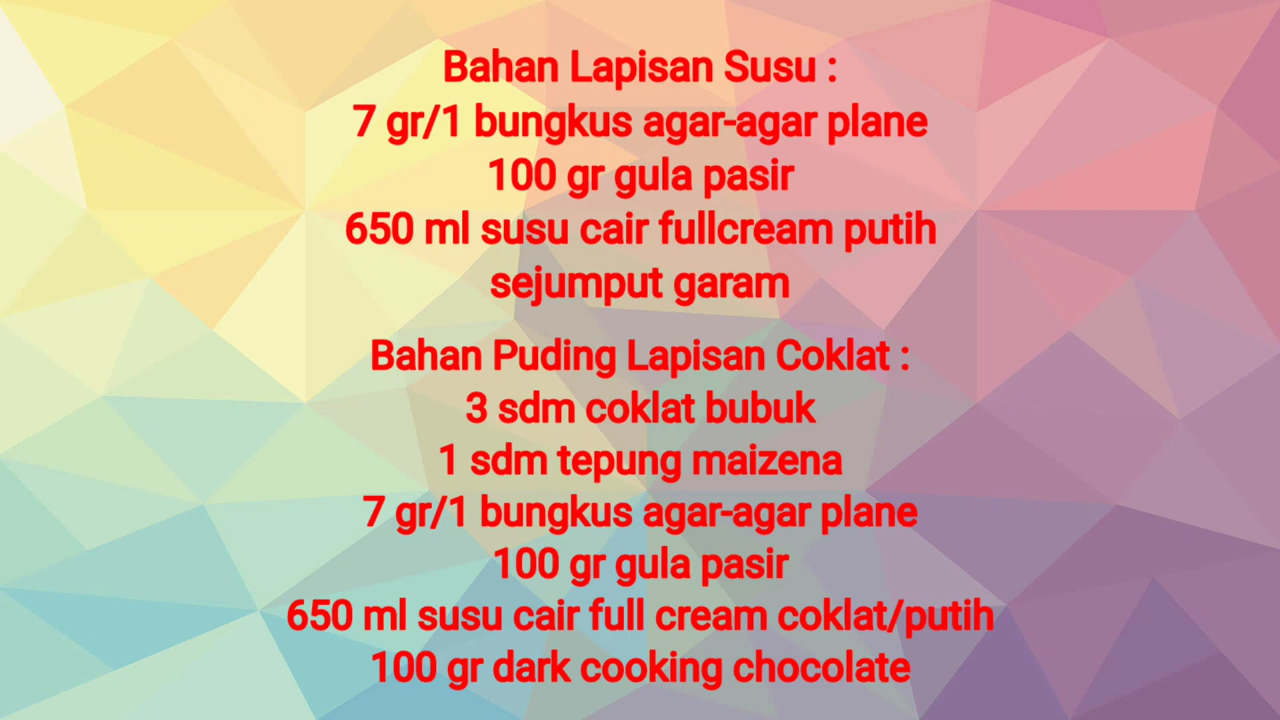 Bahan Lapisan Susu :
7 gr/1 bungkus agar-agar plane
100 gr gula pasir
650 ml susu cair fullcream putih
sejumput garam
Bahan Puding Lapisan Coklat :
3 sdm coklat bubuk
1 sdm tepung maizena
7 gr/1 bungkus agar-agar plane
100 gr gula pasir
650 ml susu cair full cream coklat/putih
100 gr dark cooking chocolate